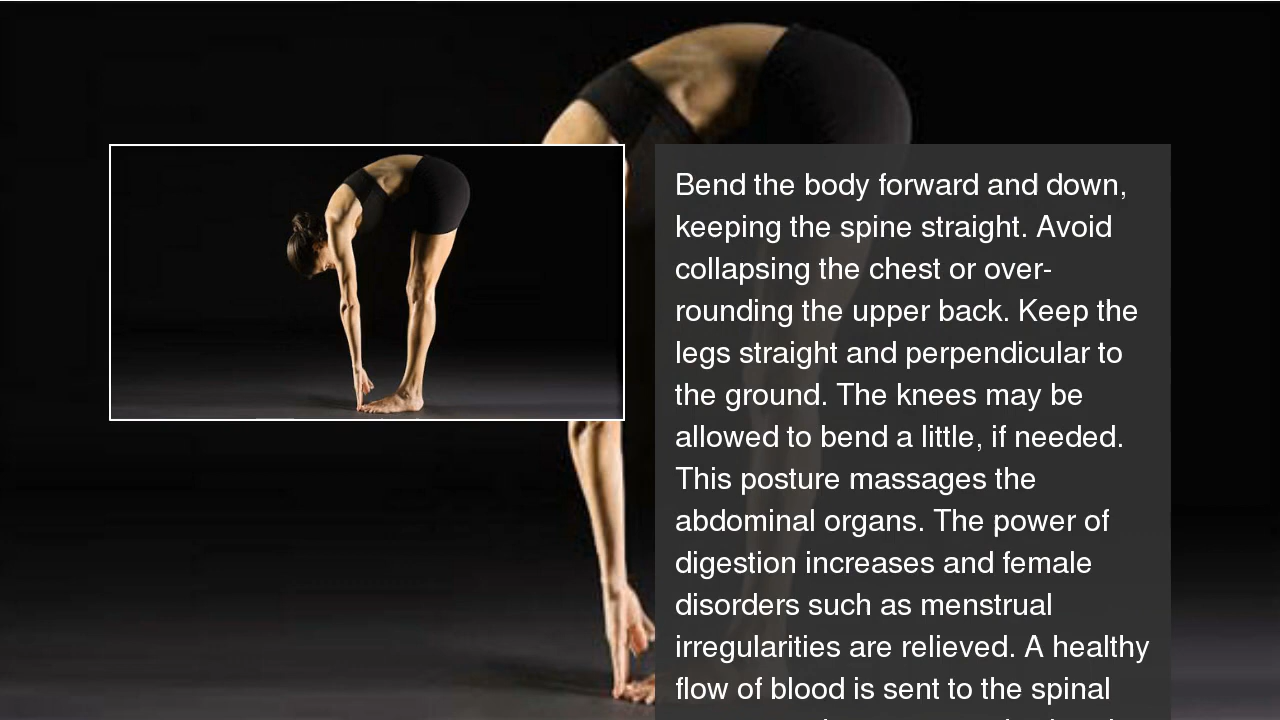 Bend the body forward and down,
keeping the spine straight. Avoid
collapsing the chest or over-
rounding the upper back. Keep the
legs straight and perpendicular to
the ground. The knees may be
allowed to bend a little, if needed.
This posture massages the
abdominal organs. The power of
digestion increases and female
disorders such as menstrual
irregularities are relieved. A healthy
flow of blood is sent to the spinal